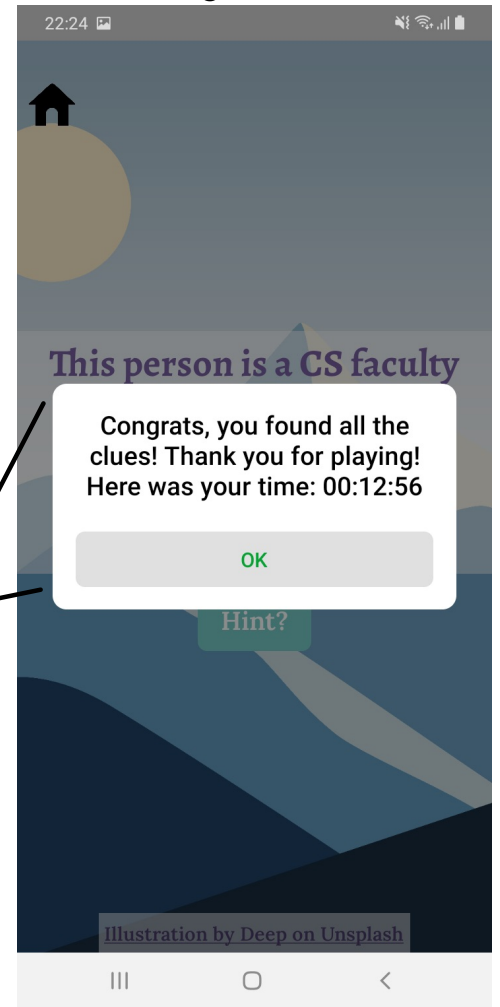 22:24
This person is a CS faculty
Congrats, you found all the
clues! Thank you for playing!
Here was your time: 00:12:56
OK
Hint?
Illustration by Deep on Unsplash